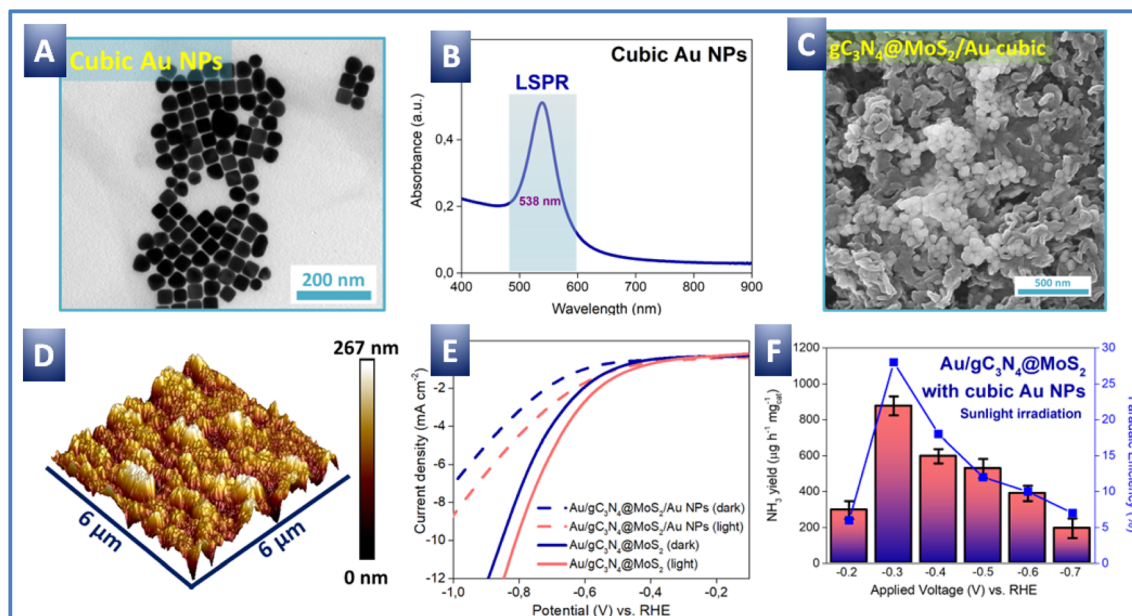 A
Cubic Au NPs
200 nm
B
Cubic Au NPs
LSPR
538 nm
Absorbance (a.u.)
0,4
0,2
0,0
400 500 600 700 800 900
Wavelength (nm)
C
gC₃N₄@MoS₂/Au cubic
500 nm
D
267 nm
0 nm
6 µm
6 µm
E
Current density (mA cm⁻²)
-2
-4
-6
-8
-10
-12
Au/gC₃N₄@MoS₂/Au NPs (dark)
Au/gC₃N₄@MoS₂/Au NPs (light)
Au/gC₃N₄@MoS₂ (dark)
Au/gC₃N₄@MoS₂ (light)
-1,0 -0,8 -0,6 -0,4 -0,2
Potential (V) vs. RHE
F
Au/gC₃N₄@MoS₂
with cubic Au NPs
Sunlight irradiation
NH₃ yield (µg h⁻¹ mg⁻¹cat)
1200
1000
800
600
400
200
30
25
20
15
10
5
0
-0.2 -0.3 -0.4 -0.5 -0.6 -0.7
Applied Voltage (V) vs. RHE